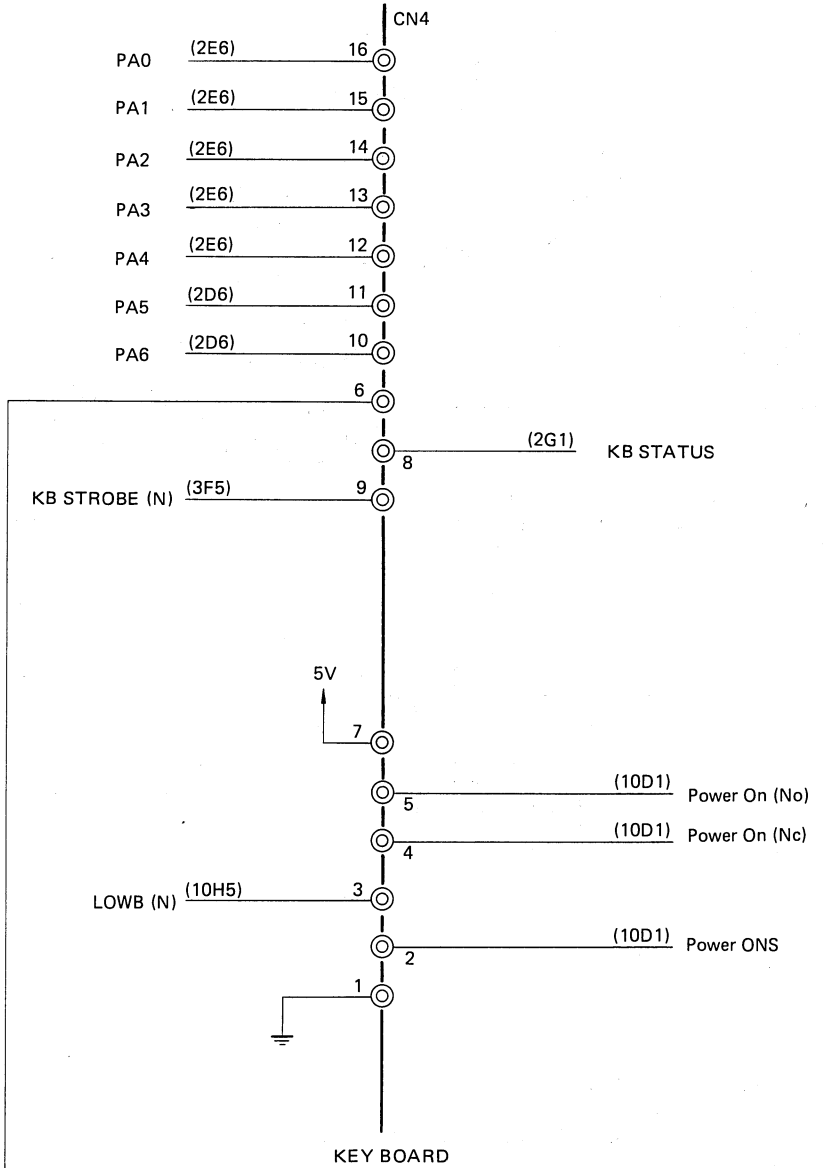 CN4
PA0 (2E6) 16
PA1 (2E6) 15
PA2 (2E6) 14
PA3 (2E6) 13
PA4 (2E6) 12
PA5 (2D6) 11
PA6 (2D6) 10
6
8 (2G1) KB STATUS
KB STROBE (N) (3F5) 9
5V
7
5 (10D1) Power On (No)
4 (10D1) Power On (Nc)
LOWB (N) (10H5) 3
2 (10D1) Power ONS
1
KEY BOARD